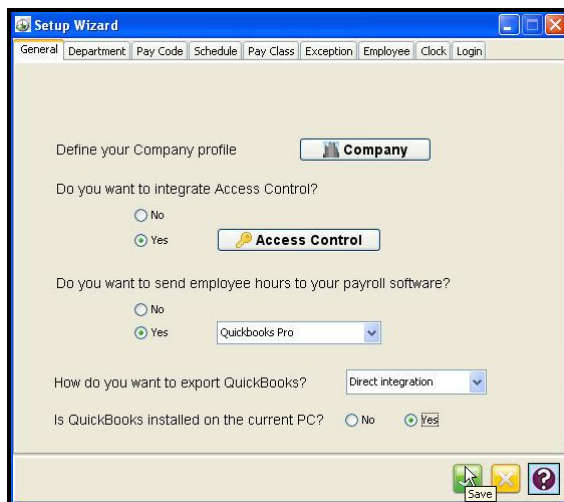 Setup Wizard
General Department Pay Code Schedule Pay Class Exception Employee Clock Login
Define your Company profile Company
Do you want to integrate Access Control?
No
Yes Access Control
Do you want to send employee hours to your payroll software?
No
Yes Quickbooks Pro
How do you want to export QuickBooks? Direct integration
Is QuickBooks installed on the current PC? No Yes
?
Save